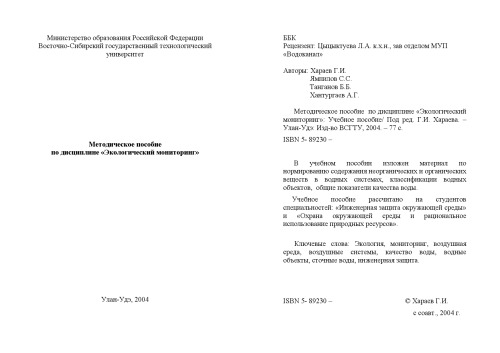 Министерство образования Российской Федерации
Восточно-Сибирский государственный технологический
университет
Методическое пособие
по дисциплине «Экологический мониторинг»
Улан-Удэ, 2004
ББК
Рецензент: Цыцыктуева Л.А. к.х.н., зав отделом МУП
«Водоканал»
Авторы: Хараев Г.И.
Ямпилов С.С.
Танганов Б.Б.
Хантургаев А.Г.
Методическое пособие по дисциплине «Экологический
мониторинг»: Учебное пособие/ Под ред. Г.И. Хараева. –
Улан-Удэ: Изд-во ВСГТУ, 2004. – 77 с.
ISBN 5- 89230 –
В учебном пособии изложен материал по
нормированию содержания неорганических и органических
веществ в водных системах, классификации водных
объектов, общие показатели качества воды.
Учебное пособие рассчитано на студентов
специальностей: «Инженерная защита окружающей среды»
и «Охрана окружающей среды и рациональное
использование природных ресурсов».
Ключевые слова: Экология, мониторинг, воздушная
среда, воздушные системы, качество воды, водные
объекты, сточные воды, инженерная защита.
ISBN 5- 89230 – © Хараев Г.И.
с соавт., 2004 г.